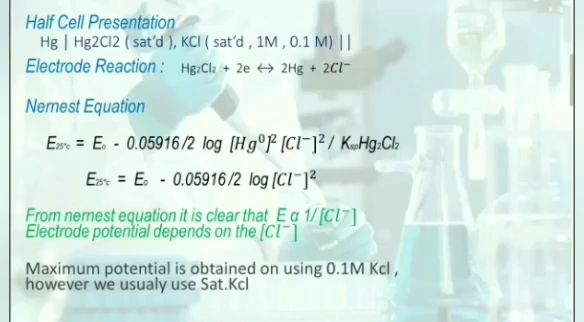 Half Cell Presentation
Hg | Hg2Cl2 ( sat'd ), KCl ( sat'd , 1M , 0.1 M) ||
Electrode Reaction : Hg₂Cl₂ + 2e ↔ 2Hg + 2Cl⁻
Nernest Equation
E₂₅°c = Eₒ - 0.05916/2 log [Hg⁰]² [Cl⁻]² / KspHg₂Cl₂
E₂₅°c = Eₒ - 0.05916/2 log [Cl⁻]²
From nernest equation it is clear that E α 1/ [Cl⁻]
Electrode potential depends on the [Cl⁻]
Maximum potential is obtained on using 0.1M Kcl ,
however we usualy use Sat.Kcl